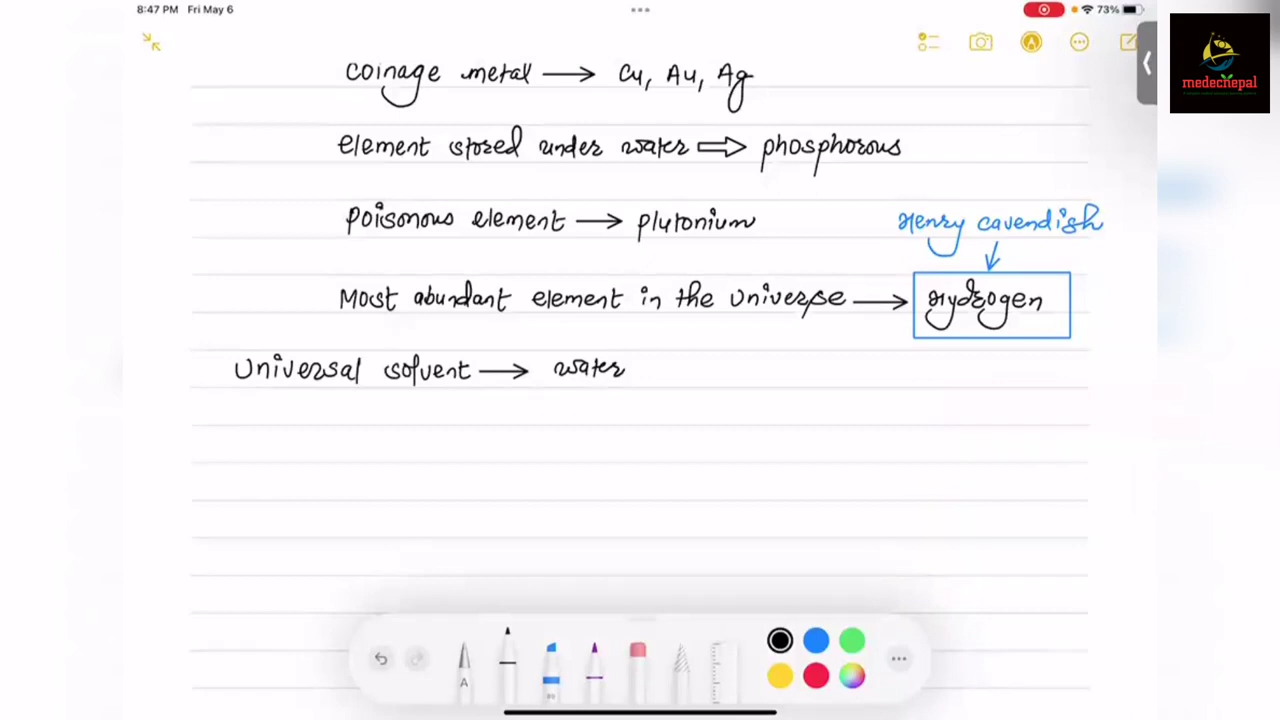 8:47 PM Fri May 6
73%
medecnepal
coinage metal → Cu, Au, Ag
element stored under water ⇒ phosphorous
Poisonous element → plutonium
Henry cavendish
Most abundant element in the Universe → Hydrogen
Universal solvent → water
A